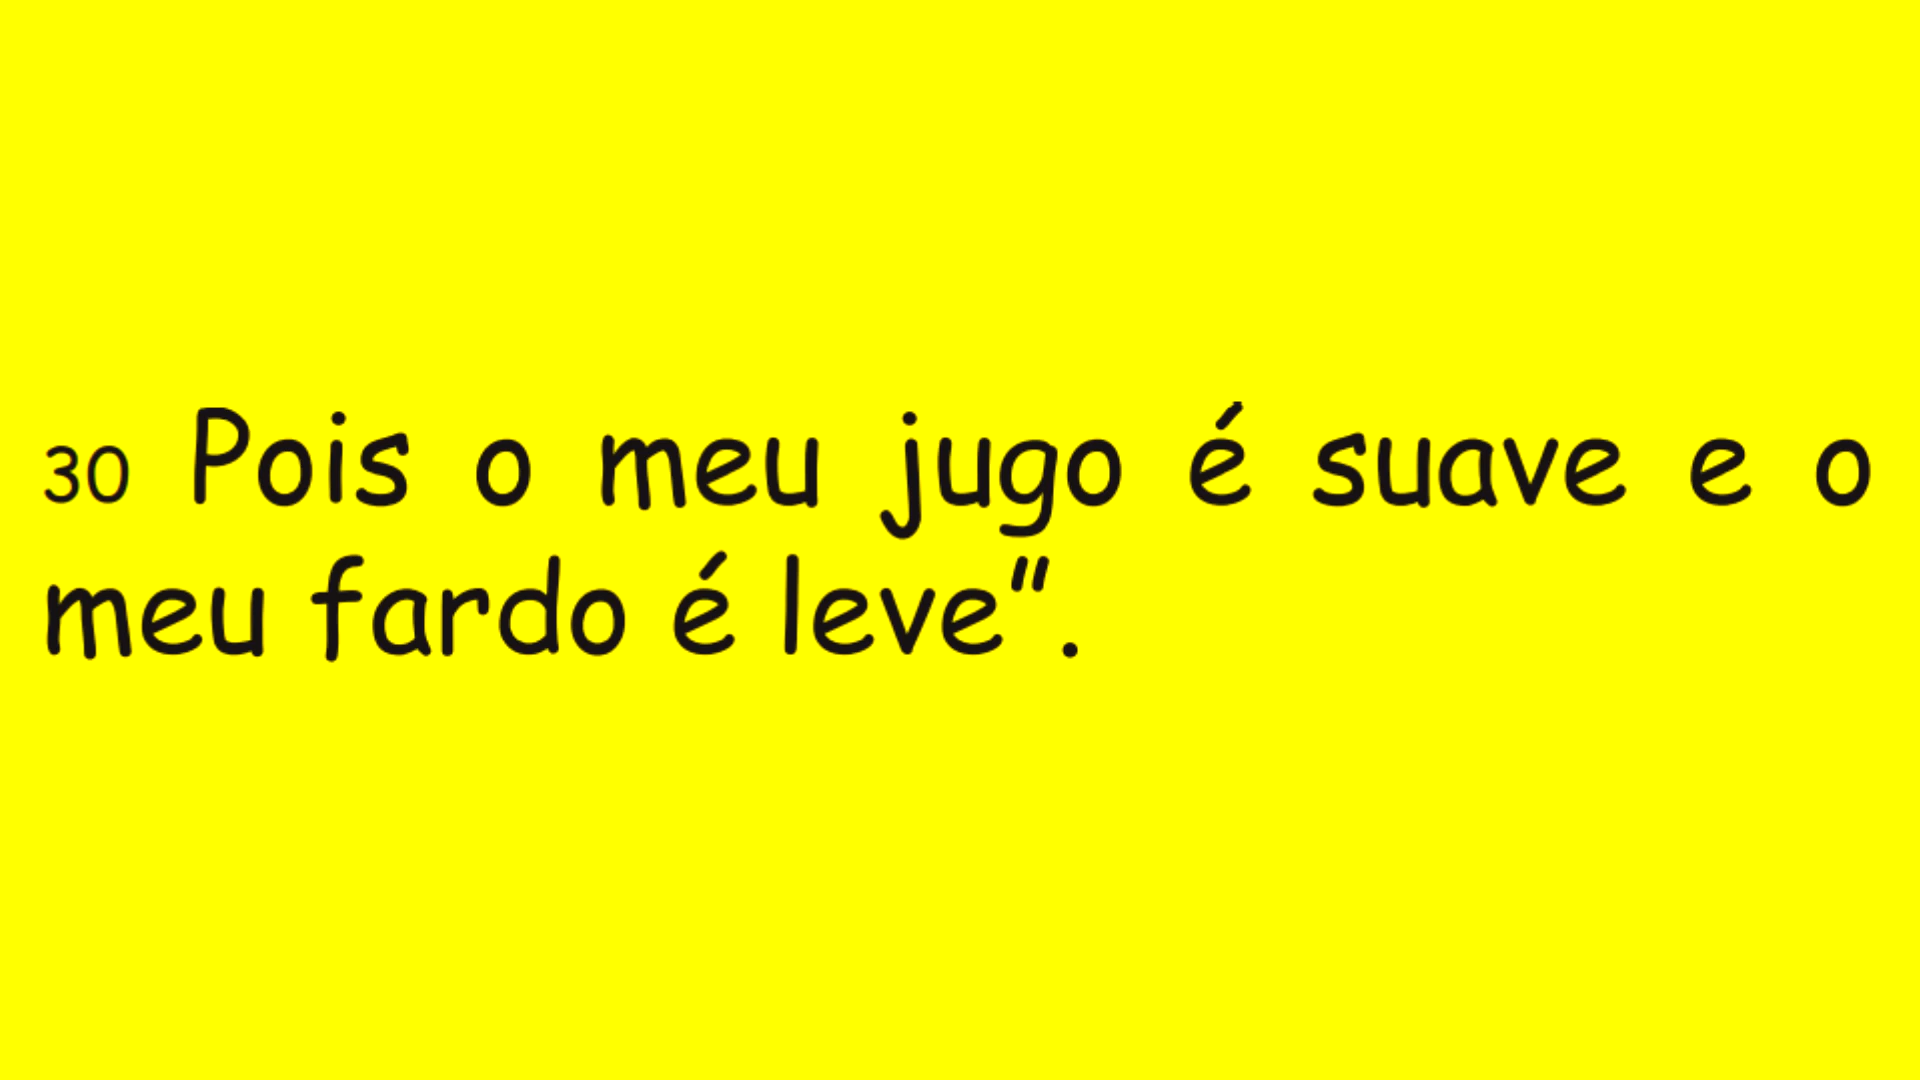 30 Pois o meu jugo é suave e o
meu fardo é leve”.